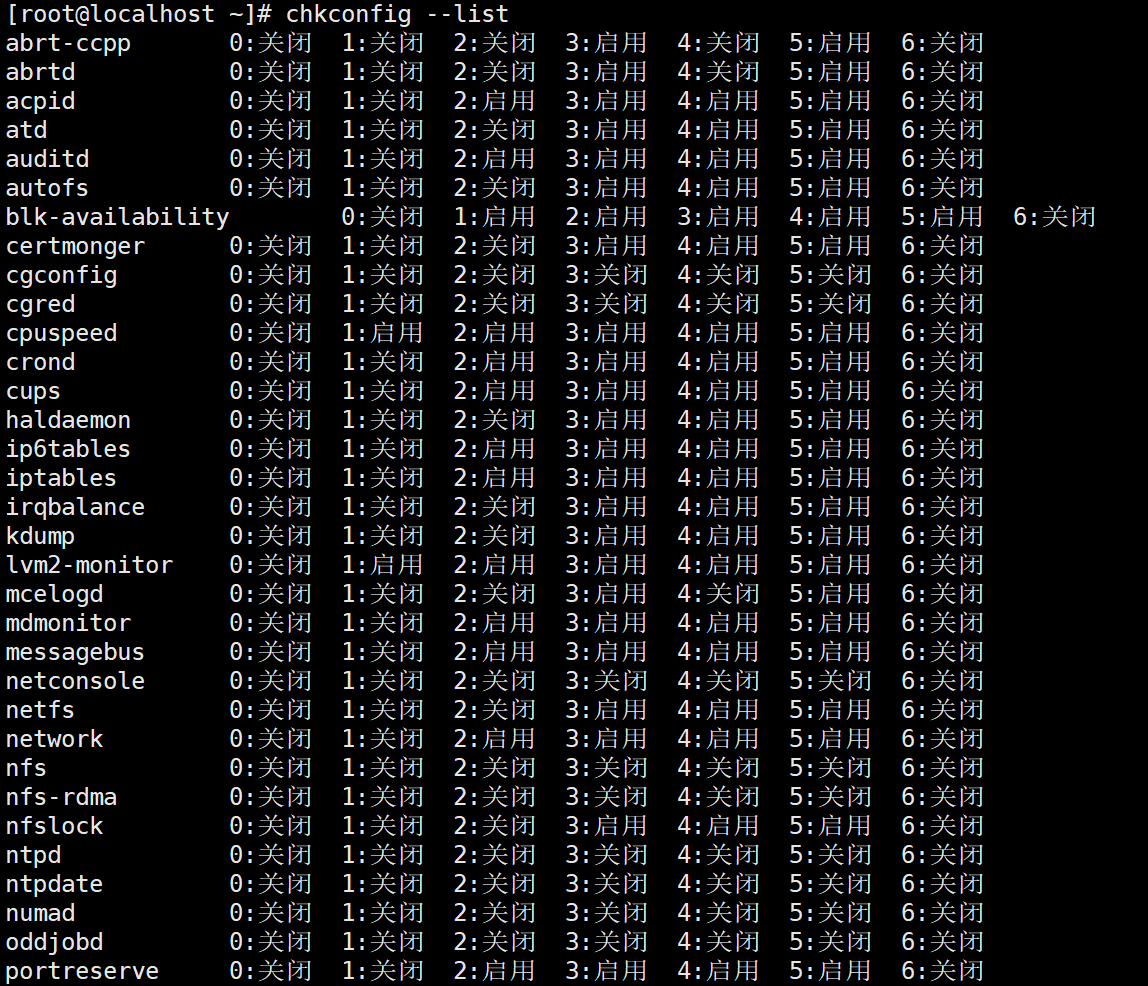 [root@localhost ~]# chkconfig --list
abrt-ccpp 0:关闭 1:关闭 2:关闭 3:启用 4:关闭 5:启用 6:关闭
abrtd 0:关闭 1:关闭 2:关闭 3:启用 4:关闭 5:启用 6:关闭
acpid 0:关闭 1:关闭 2:启用 3:启用 4:启用 5:启用 6:关闭
atd 0:关闭 1:关闭 2:关闭 3:启用 4:启用 5:启用 6:关闭
auditd 0:关闭 1:关闭 2:启用 3:启用 4:启用 5:启用 6:关闭
autofs 0:关闭 1:关闭 2:关闭 3:启用 4:启用 5:启用 6:关闭
blk-availability 0:关闭 1:启用 2:启用 3:启用 4:启用 5:启用 6:关闭
certmonger 0:关闭 1:关闭 2:关闭 3:启用 4:启用 5:启用 6:关闭
cgconfig 0:关闭 1:关闭 2:关闭 3:关闭 4:关闭 5:关闭 6:关闭
cgred 0:关闭 1:关闭 2:关闭 3:关闭 4:关闭 5:关闭 6:关闭
cpuspeed 0:关闭 1:启用 2:启用 3:启用 4:启用 5:启用 6:关闭
crond 0:关闭 1:关闭 2:启用 3:启用 4:启用 5:启用 6:关闭
cups 0:关闭 1:关闭 2:启用 3:启用 4:启用 5:启用 6:关闭
haldaemon 0:关闭 1:关闭 2:关闭 3:启用 4:启用 5:启用 6:关闭
ip6tables 0:关闭 1:关闭 2:启用 3:启用 4:启用 5:启用 6:关闭
iptables 0:关闭 1:关闭 2:启用 3:启用 4:启用 5:启用 6:关闭
irqbalance 0:关闭 1:关闭 2:关闭 3:启用 4:启用 5:启用 6:关闭
kdump 0:关闭 1:关闭 2:关闭 3:启用 4:启用 5:启用 6:关闭
lvm2-monitor 0:关闭 1:启用 2:启用 3:启用 4:启用 5:启用 6:关闭
mcelogd 0:关闭 1:关闭 2:关闭 3:启用 4:关闭 5:启用 6:关闭
mdmonitor 0:关闭 1:关闭 2:启用 3:启用 4:启用 5:启用 6:关闭
messagebus 0:关闭 1:关闭 2:启用 3:启用 4:启用 5:启用 6:关闭
netconsole 0:关闭 1:关闭 2:关闭 3:关闭 4:关闭 5:关闭 6:关闭
netfs 0:关闭 1:关闭 2:关闭 3:启用 4:启用 5:启用 6:关闭
network 0:关闭 1:关闭 2:启用 3:启用 4:启用 5:启用 6:关闭
nfs 0:关闭 1:关闭 2:关闭 3:关闭 4:关闭 5:关闭 6:关闭
nfs-rdma 0:关闭 1:关闭 2:关闭 3:关闭 4:关闭 5:关闭 6:关闭
nfslock 0:关闭 1:关闭 2:关闭 3:启用 4:启用 5:启用 6:关闭
ntpd 0:关闭 1:关闭 2:关闭 3:关闭 4:关闭 5:关闭 6:关闭
ntpdate 0:关闭 1:关闭 2:关闭 3:关闭 4:关闭 5:关闭 6:关闭
numad 0:关闭 1:关闭 2:关闭 3:关闭 4:关闭 5:关闭 6:关闭
oddjobd 0:关闭 1:关闭 2:关闭 3:关闭 4:关闭 5:关闭 6:关闭
portreserve 0:关闭 1:关闭 2:启用 3:启用 4:启用 5:启用 6:关闭